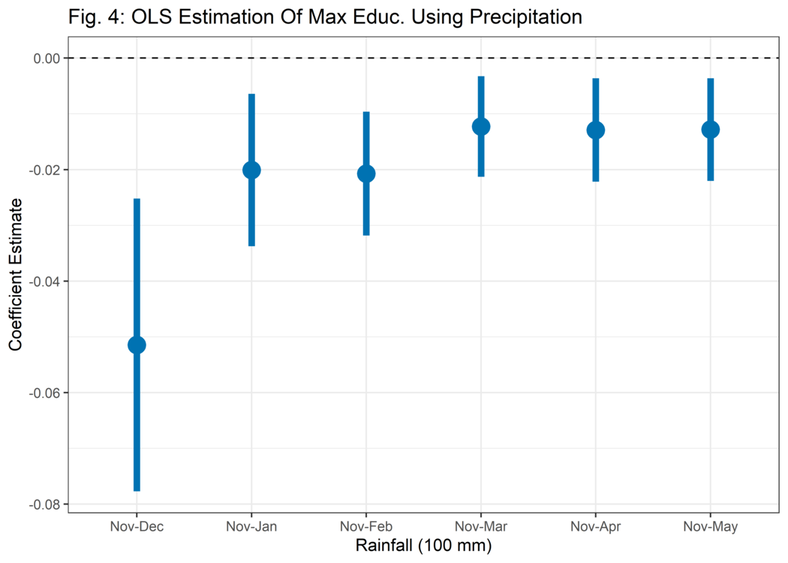 Fig. 4: OLS Estimation Of Max Educ. Using Precipitation
Coefficient Estimate
0.00
-0.02
-0.04
-0.06
-0.08
Nov-Dec Nov-Jan Nov-Feb Nov-Mar Nov-Apr Nov-May
Rainfall (100 mm)